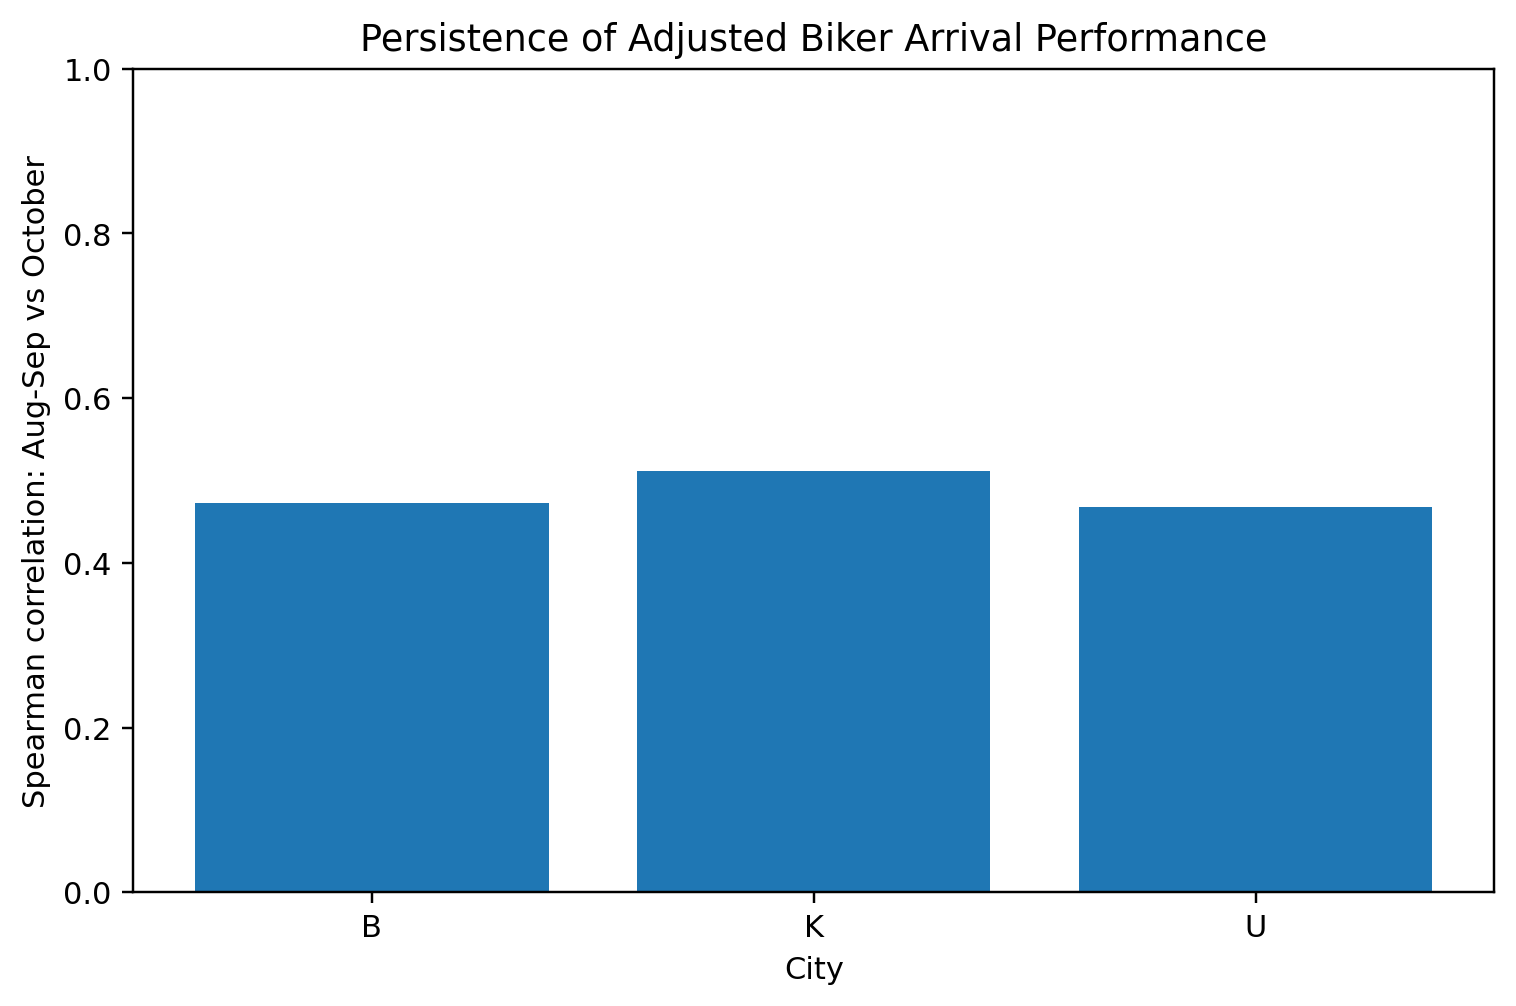 Persistence of Adjusted Biker Arrival Performance
Spearman correlation: Aug-Sep vs October
1.0
0.8
0.6
0.4
0.2
0.0
B K U
City